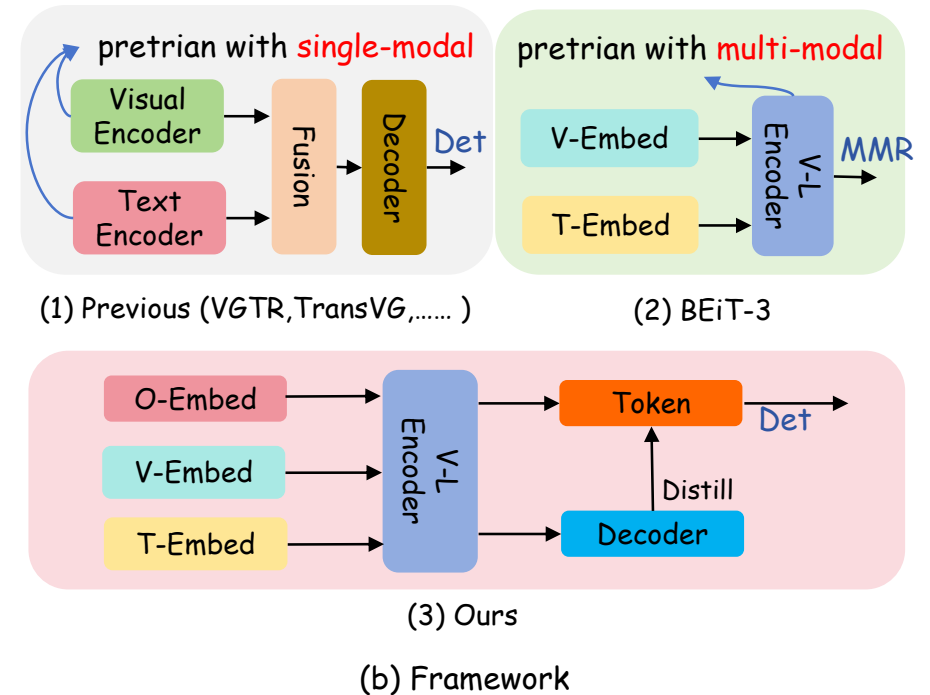 pretrian with single-modal
Visual
Encoder
Text
Encoder
Fusion
Decoder
Det
pretrian with multi-modal
V-Embed
T-Embed
V-L
Encoder
MMR
(1) Previous (VGTR,TransVG,...... )
(2) BEiT-3
O-Embed
V-Embed
T-Embed
V-L
Encoder
Token
Det
Distill
Decoder
(3) Ours
(b) Framework